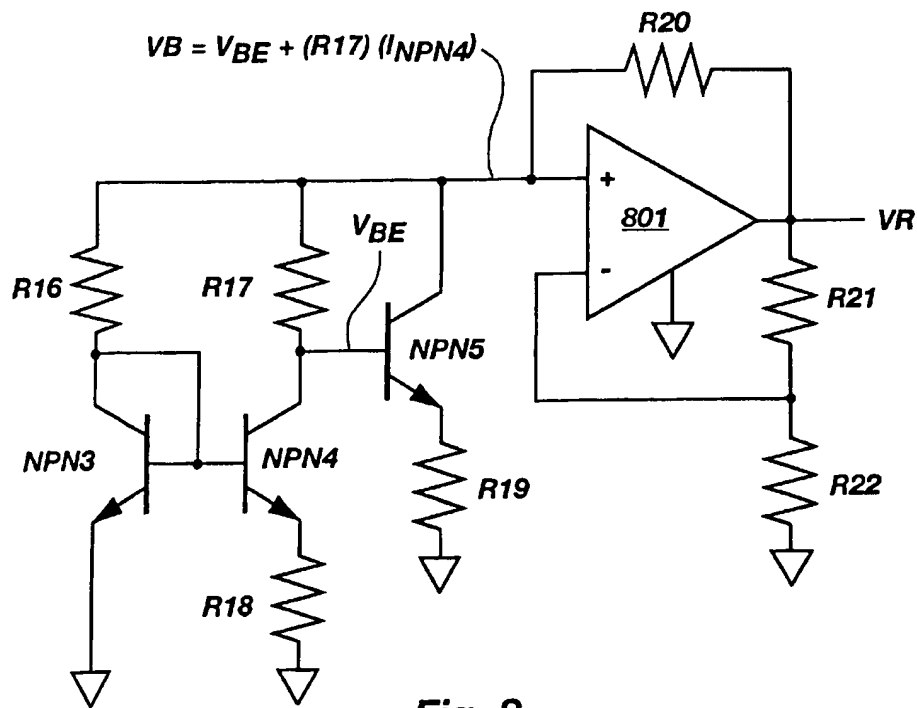 R20
VB = VBE + (R17) (INPN4)
+
801
VR
VBE
-
R16
R17
R21
NPN5
NPN3
NPN4
R19
R22
R18